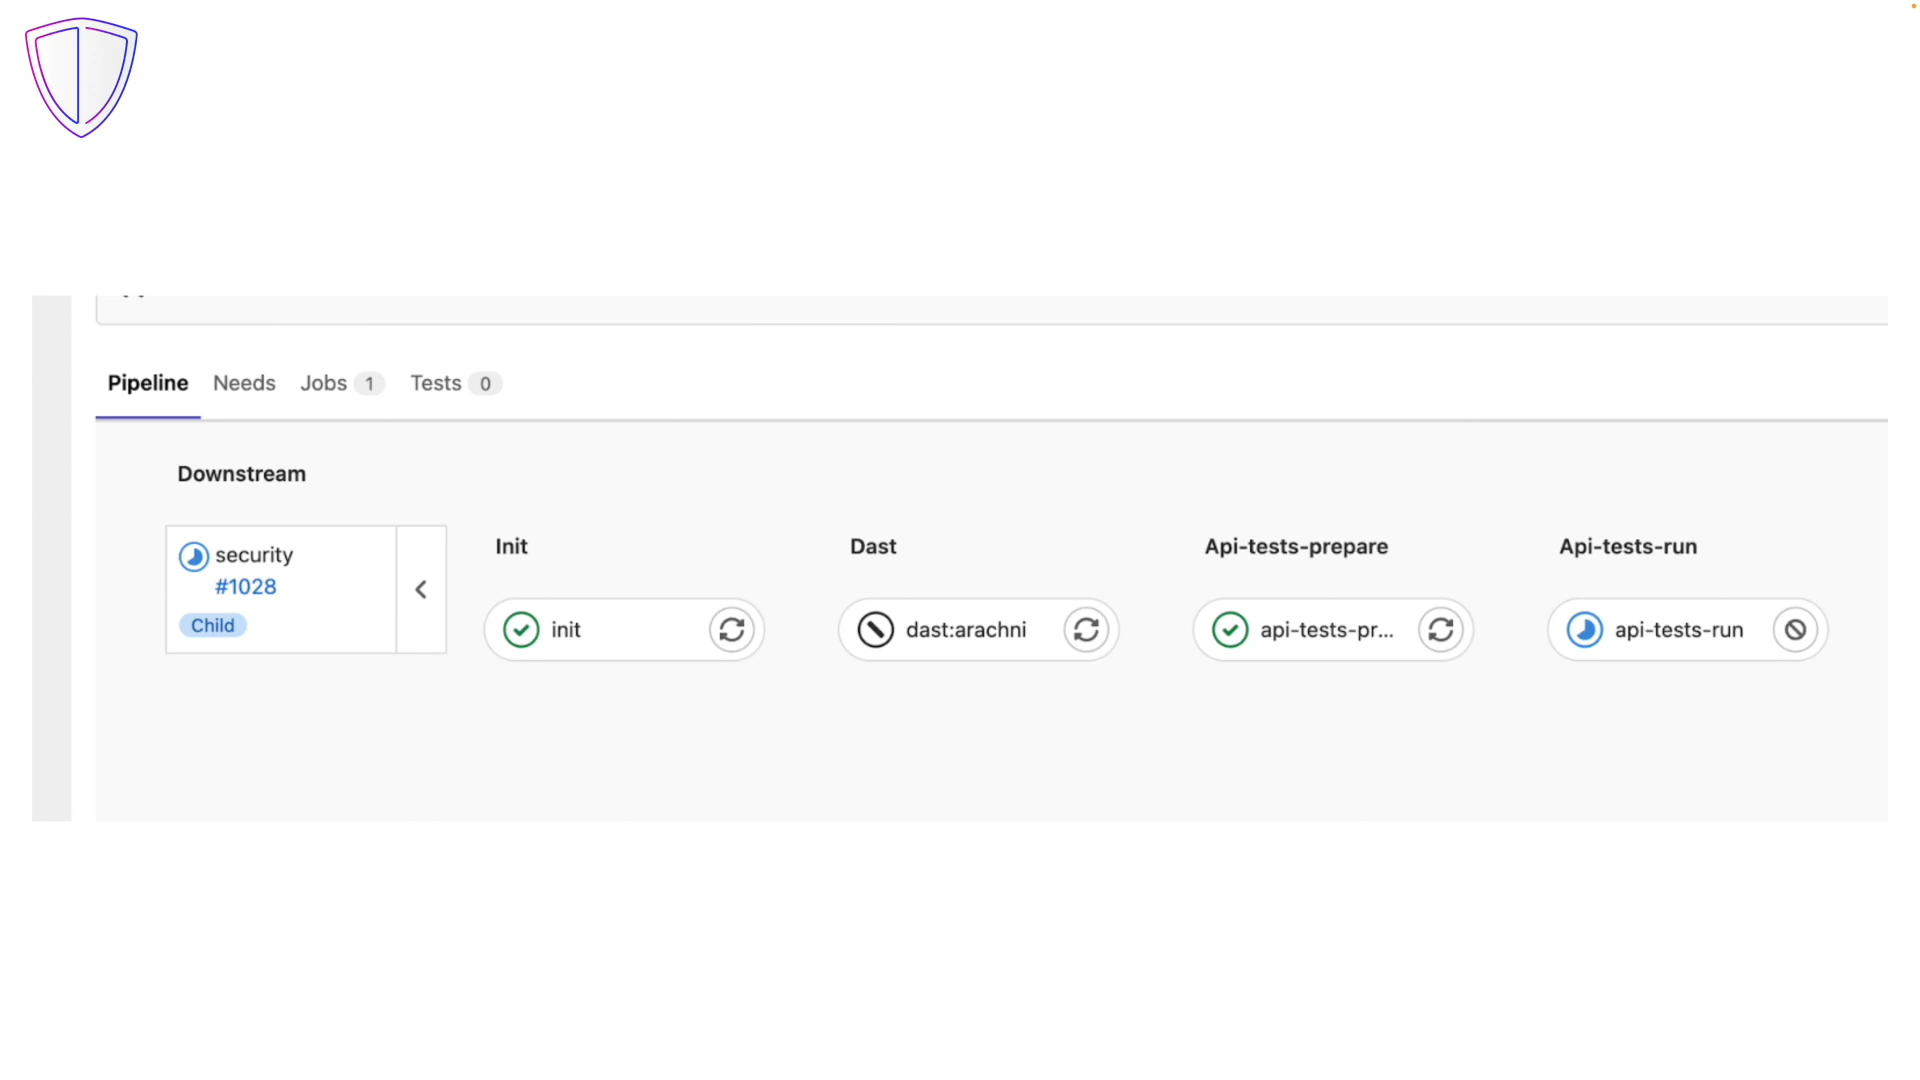 Pipeline Needs Jobs 1 Tests 0
Downstream
security
#1028
Child
Init
init
Dast
dast:arachni
Api-tests-prepare
api-tests-pr...
Api-tests-run
api-tests-run